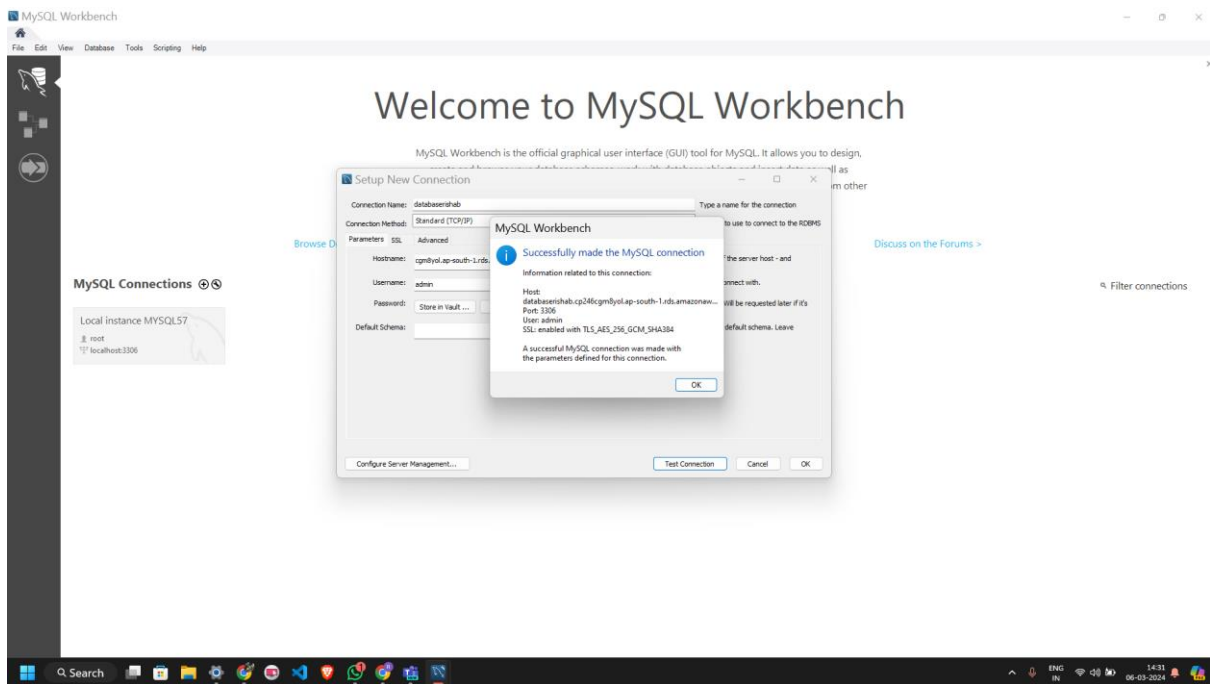 MySQL Workbench
File Edit View Database Tools Scripting Help
Welcome to MySQL Workbench
MySQL Workbench is the official graphical user interface (GUI) tool for MySQL. It allows you to design,
as well as
from other
Browse D
Discuss on the Forums >
MySQL Connections
Filter connections
Local instance MYSQL57
root
localhost:3306
Setup New Connection
Connection Name: databaserishab Type a name for the connection
Connection Method: Standard (TCP/IP) to use to connect to the RDBMS
Parameters SSL Advanced
Hostname: cgm8yol.ap-south-1.rds. the server host - and
Username: admin connect with.
Password: Store in Vault ... Will be requested later if it's
Default Schema: default schema. Leave
Configure Server Management... Test Connection Cancel OK
MySQL Workbench
Successfully made the MySQL connection
Information related to this connection:
Host:
databaserishab.cp246cgm8yol.ap-south-1.rds.amazonaw...
Port: 3306
User: admin
SSL: enabled with TLS_AES_256_GCM_SHA384
A successful MySQL connection was made with
the parameters defined for this connection.
OK
Search
ENG
IN
14:31
06-03-2024